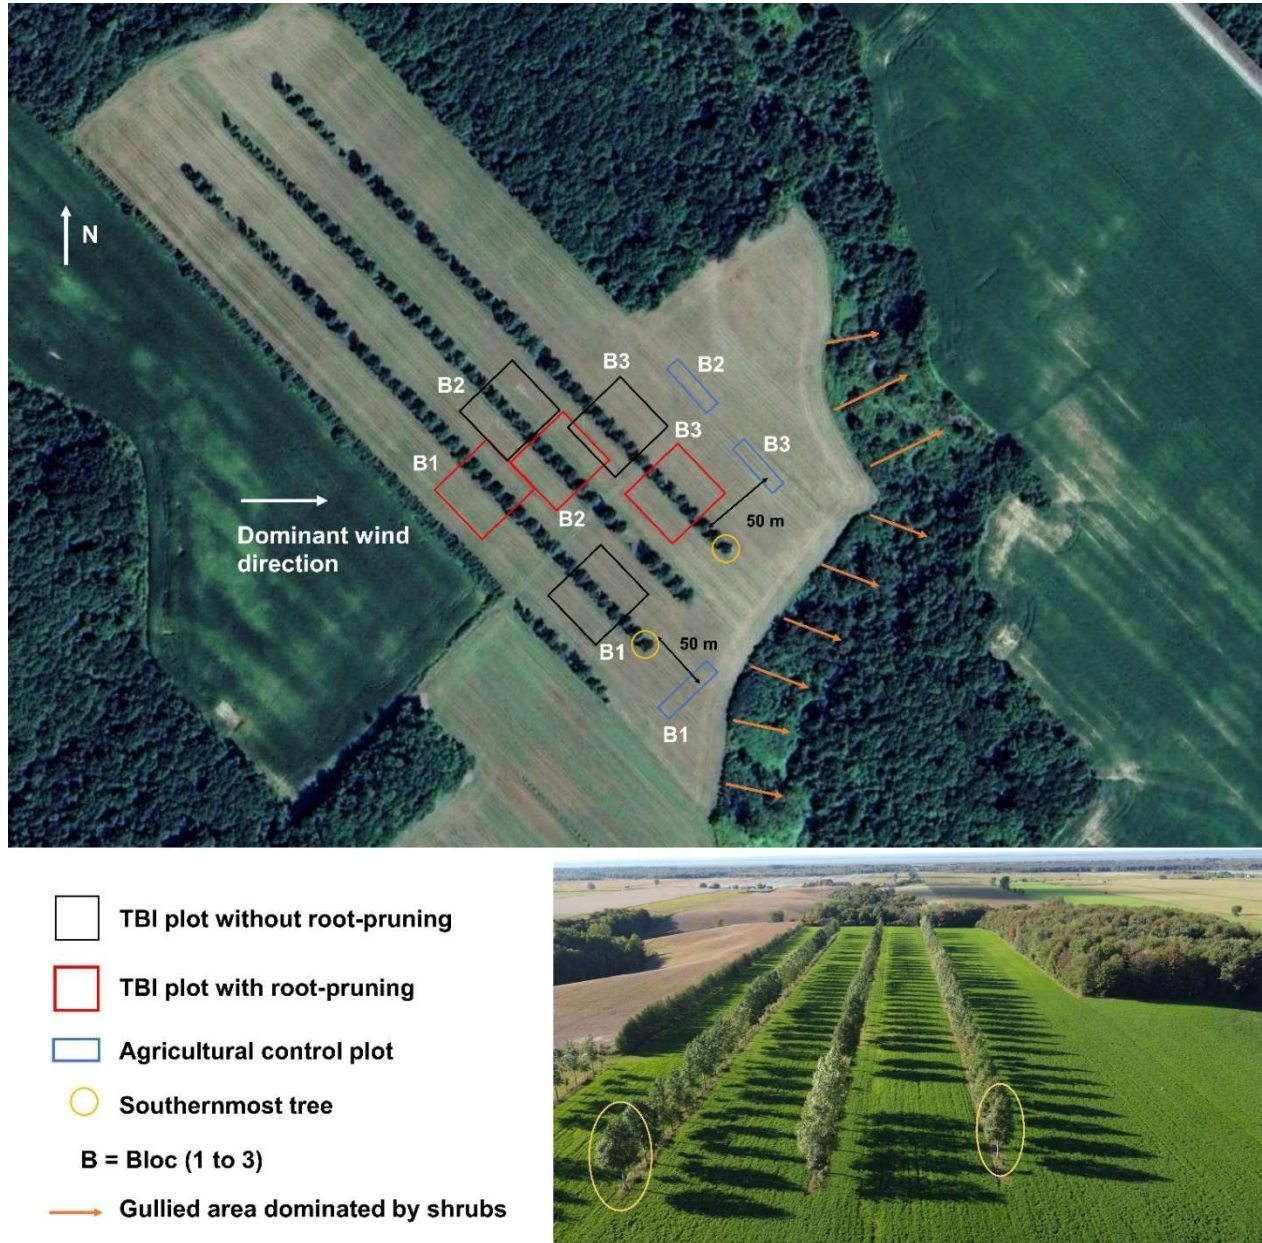 N
B3
B2
B2
B3
B1
50 m
B2
Dominant wind
direction
50 m
B1
B1
TBI plot without root-pruning
TBI plot with root-pruning
Agricultural control plot
Southernmost tree
B = Bloc (1 to 3)
Gullied area dominated by shrubs